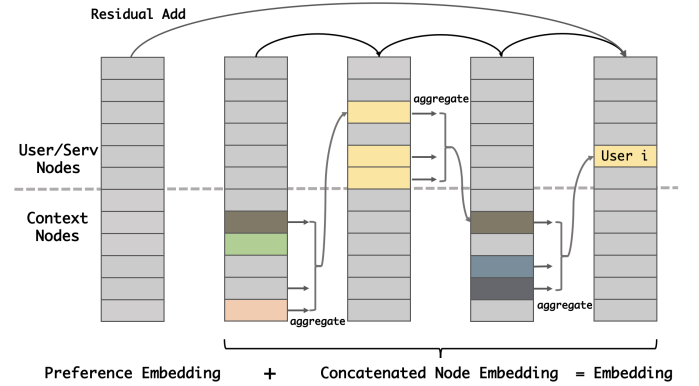 Residual Add
aggregate
User/Serv
Nodes
User i
Context
Nodes
aggregate
aggregate
Preference Embedding + Concatenated Node Embedding = Embedding